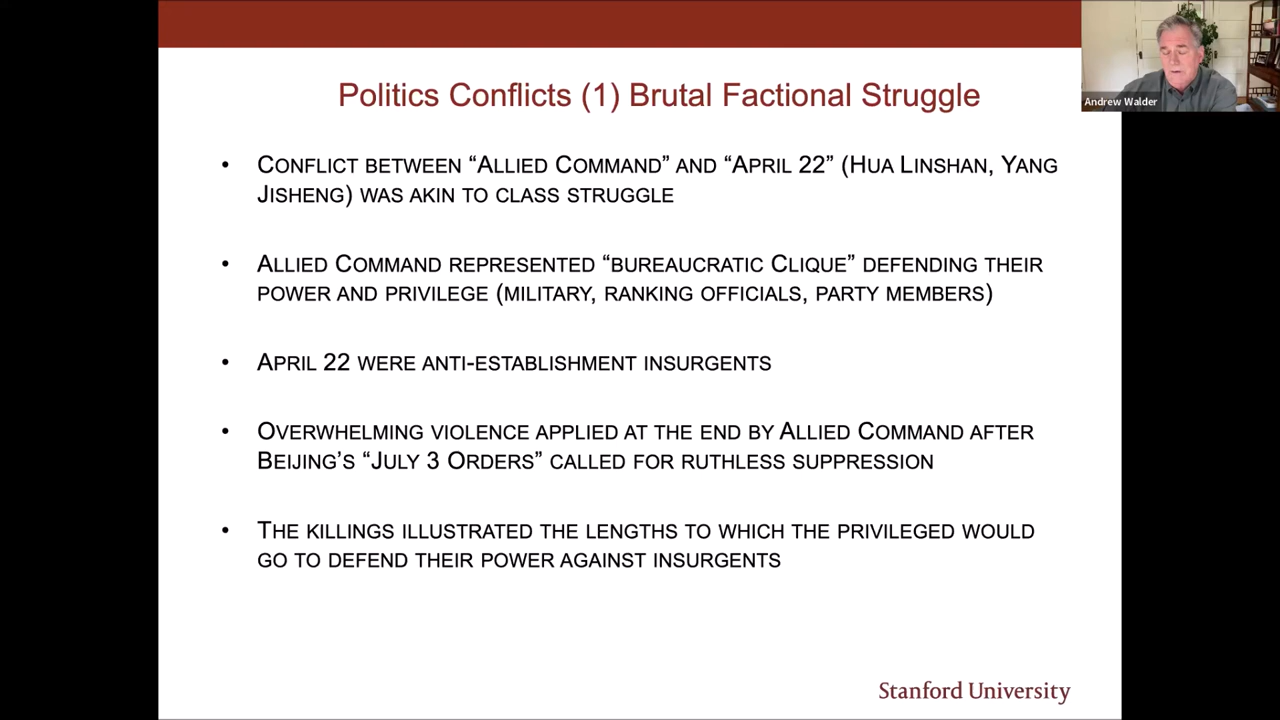 Politics Conflicts (1) Brutal Factional Struggle
Andrew Walder
• CONFLICT BETWEEN “ALLIED COMMAND” AND “APRIL 22” (HUA LINSHAN, YANG
JISHENG) WAS AKIN TO CLASS STRUGGLE
• ALLIED COMMAND REPRESENTED “BUREAUCRATIC CLIQUE” DEFENDING THEIR
POWER AND PRIVILEGE (MILITARY, RANKING OFFICIALS, PARTY MEMBERS)
• APRIL 22 WERE ANTI-ESTABLISHMENT INSURGENTS
• OVERWHELMING VIOLENCE APPLIED AT THE END BY ALLIED COMMAND AFTER
BEIJING’S “JULY 3 ORDERS” CALLED FOR RUTHLESS SUPPRESSION
• THE KILLINGS ILLUSTRATED THE LENGTHS TO WHICH THE PRIVILEGED WOULD
GO TO DEFEND THEIR POWER AGAINST INSURGENTS
Stanford University